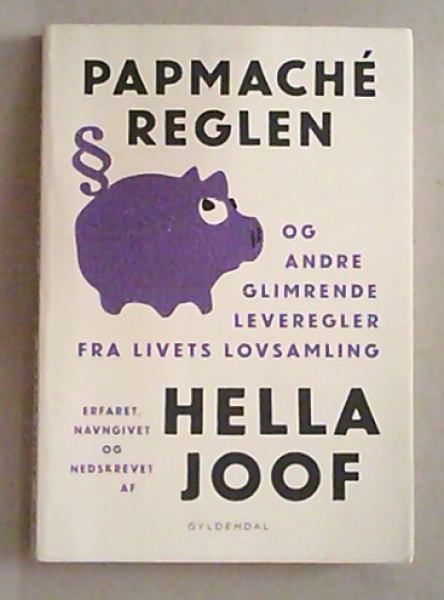 PAPMACHÉ
REGLEN
§
OG
ANDRE
GLIMRENDE
LEVEREGLER
FRA LIVETS LOVSAMLING
ERFARET,
NAVNGIVET
OG
NEDSKREVET
AF
HELLA
JOOF
GYLDENDAL